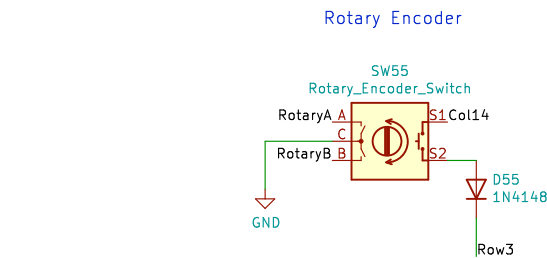 Rotary Encoder
SW55
Rotary_Encoder_Switch
RotaryA A S1 Col14
C
RotaryB B S2
D55
1N4148
GND
Row3